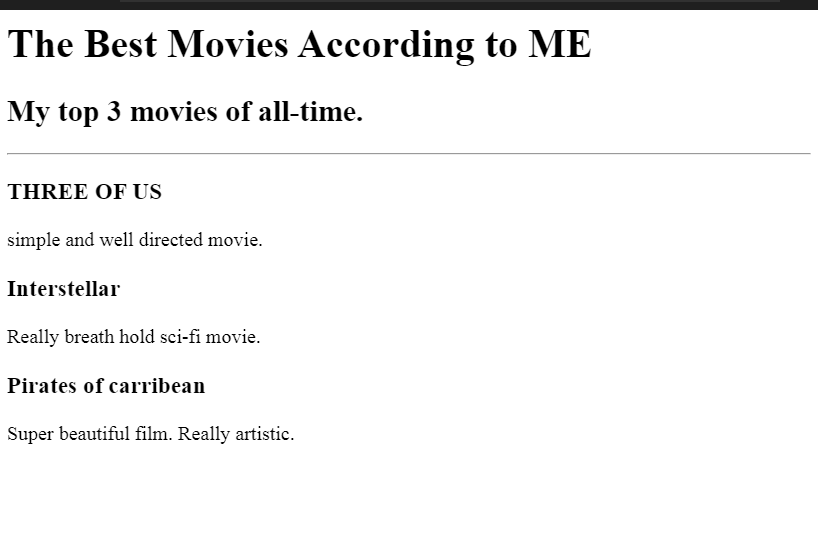 The Best Movies According to ME
My top 3 movies of all-time.
THREE OF US
simple and well directed movie.
Interstellar
Really breath hold sci-fi movie.
Pirates of carribean
Super beautiful film. Really artistic.